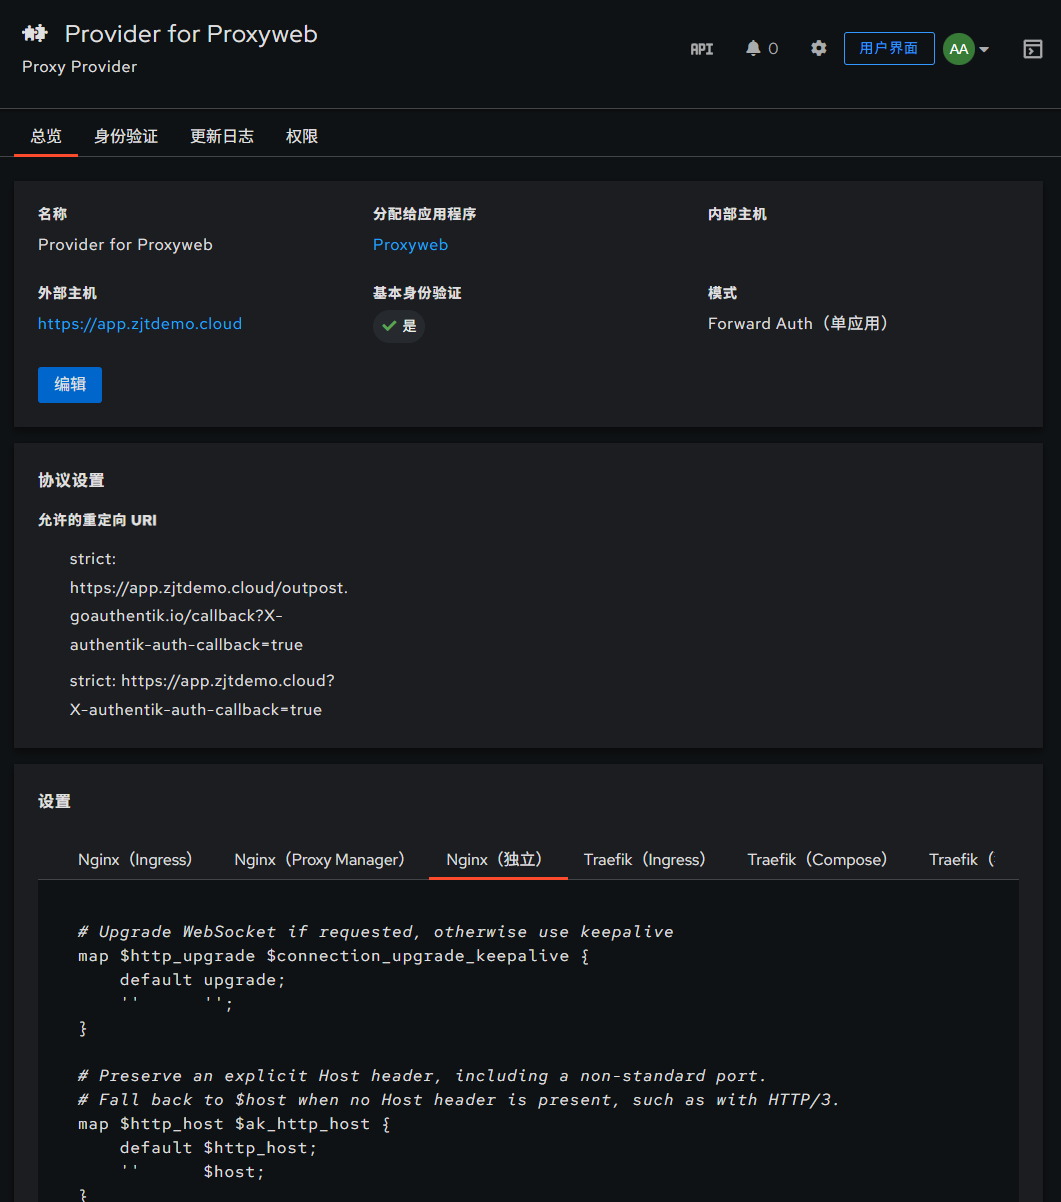 Provider for Proxyweb
Proxy Provider
API
0
用户界面
AA
总览
身份验证
更新日志
权限
名称
分配给应用程序
内部主机
Provider for Proxyweb
Proxyweb
外部主机
基本身份验证
模式
https://app.zjtdemo.cloud
是
Forward Auth（单应用）
编辑
协议设置
允许的重定向 URI
strict:
https://app.zjtdemo.cloud/outpost.
goauthentik.io/callback?X-
authentik-auth-callback=true
strict: https://app.zjtdemo.cloud?
X-authentik-auth-callback=true
设置
Nginx（Ingress）
Nginx（Proxy Manager）
Nginx（独立）
Traefik（Ingress）
Traefik（Compose）
Traefik（
# Upgrade WebSocket if requested, otherwise use keepalive
map $http_upgrade $connection_upgrade_keepalive {
    default upgrade;
    ''      '';
}
# Preserve an explicit Host header, including a non-standard port.
# Fall back to $host when no Host header is present, such as with HTTP/3.
map $http_host $ak_http_host {
    default $http_host;
    ''      $host;
}